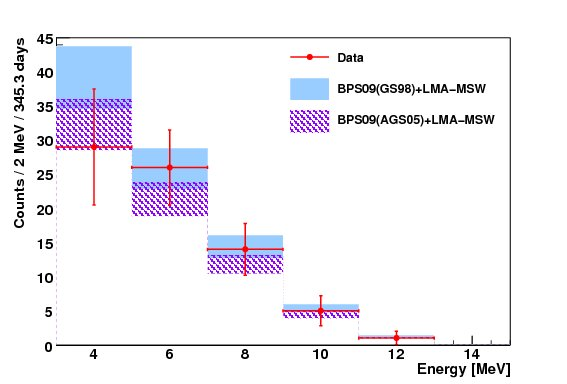 Counts / 2 MeV / 345.3 days
45
40
35
30
25
20
15
10
5
0
Data
BPS09(GS98)+LMA−MSW
BPS09(AGS05)+LMA−MSW
4 6 8 10 12 14
Energy [MeV]